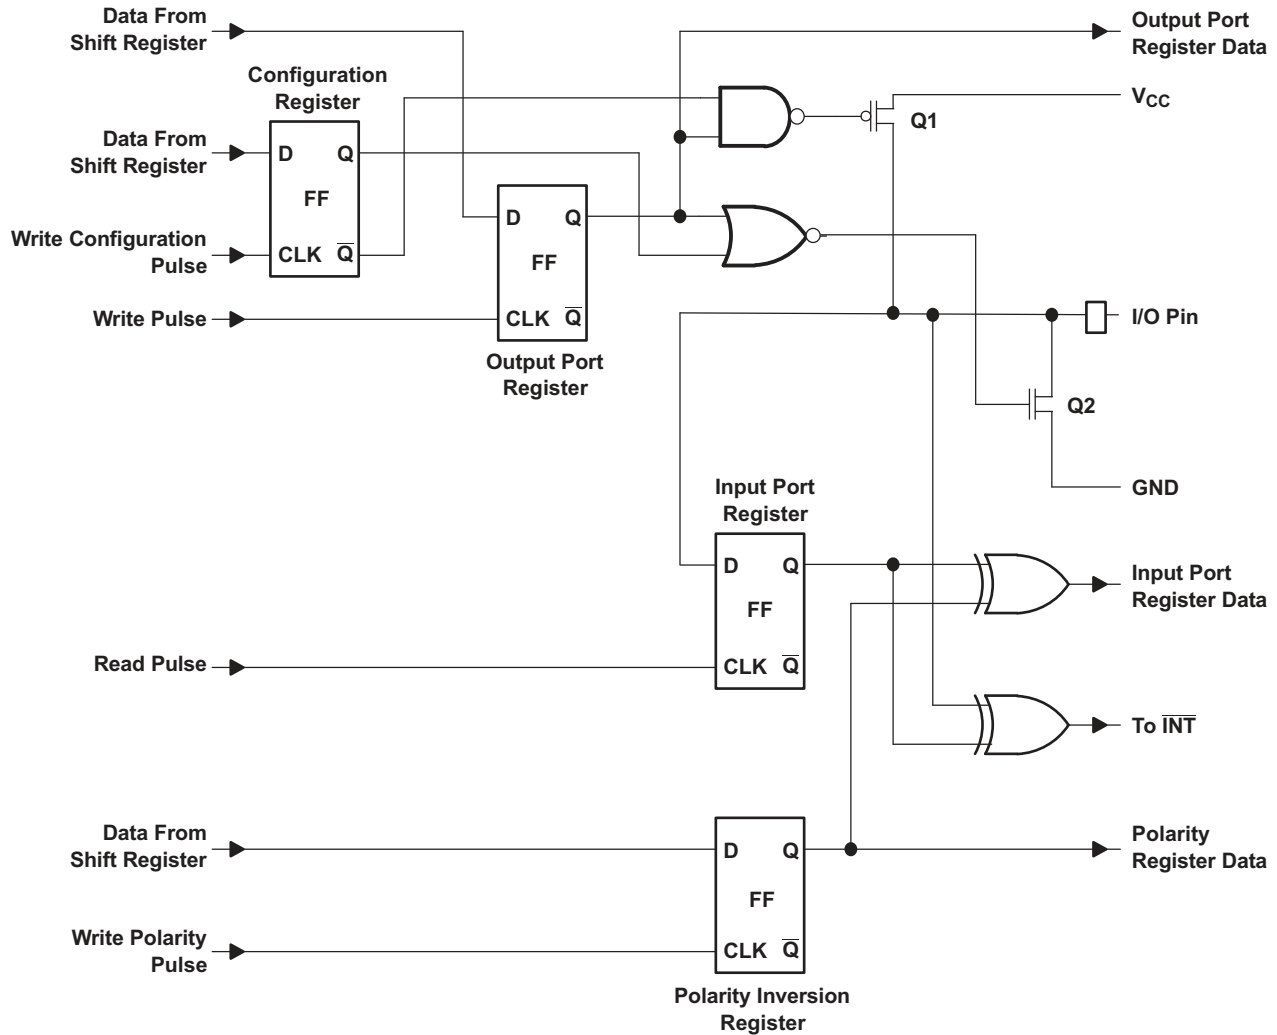 Data From
Shift Register
Output Port
Register Data
Configuration
Register
V_CC
Q1
Data From
Shift Register
D
Q
FF
Write Configuration
Pulse
CLK
Q̅
D
Q
FF
Write Pulse
CLK
Q̅
Output Port
Register
I/O Pin
Q2
GND
Input Port
Register
D
Q
FF
Input Port
Register Data
Read Pulse
CLK
Q̅
To I̅N̅T̅
Data From
Shift Register
D
Q
FF
Polarity
Register Data
Write Polarity
Pulse
CLK
Q̅
Polarity Inversion
Register